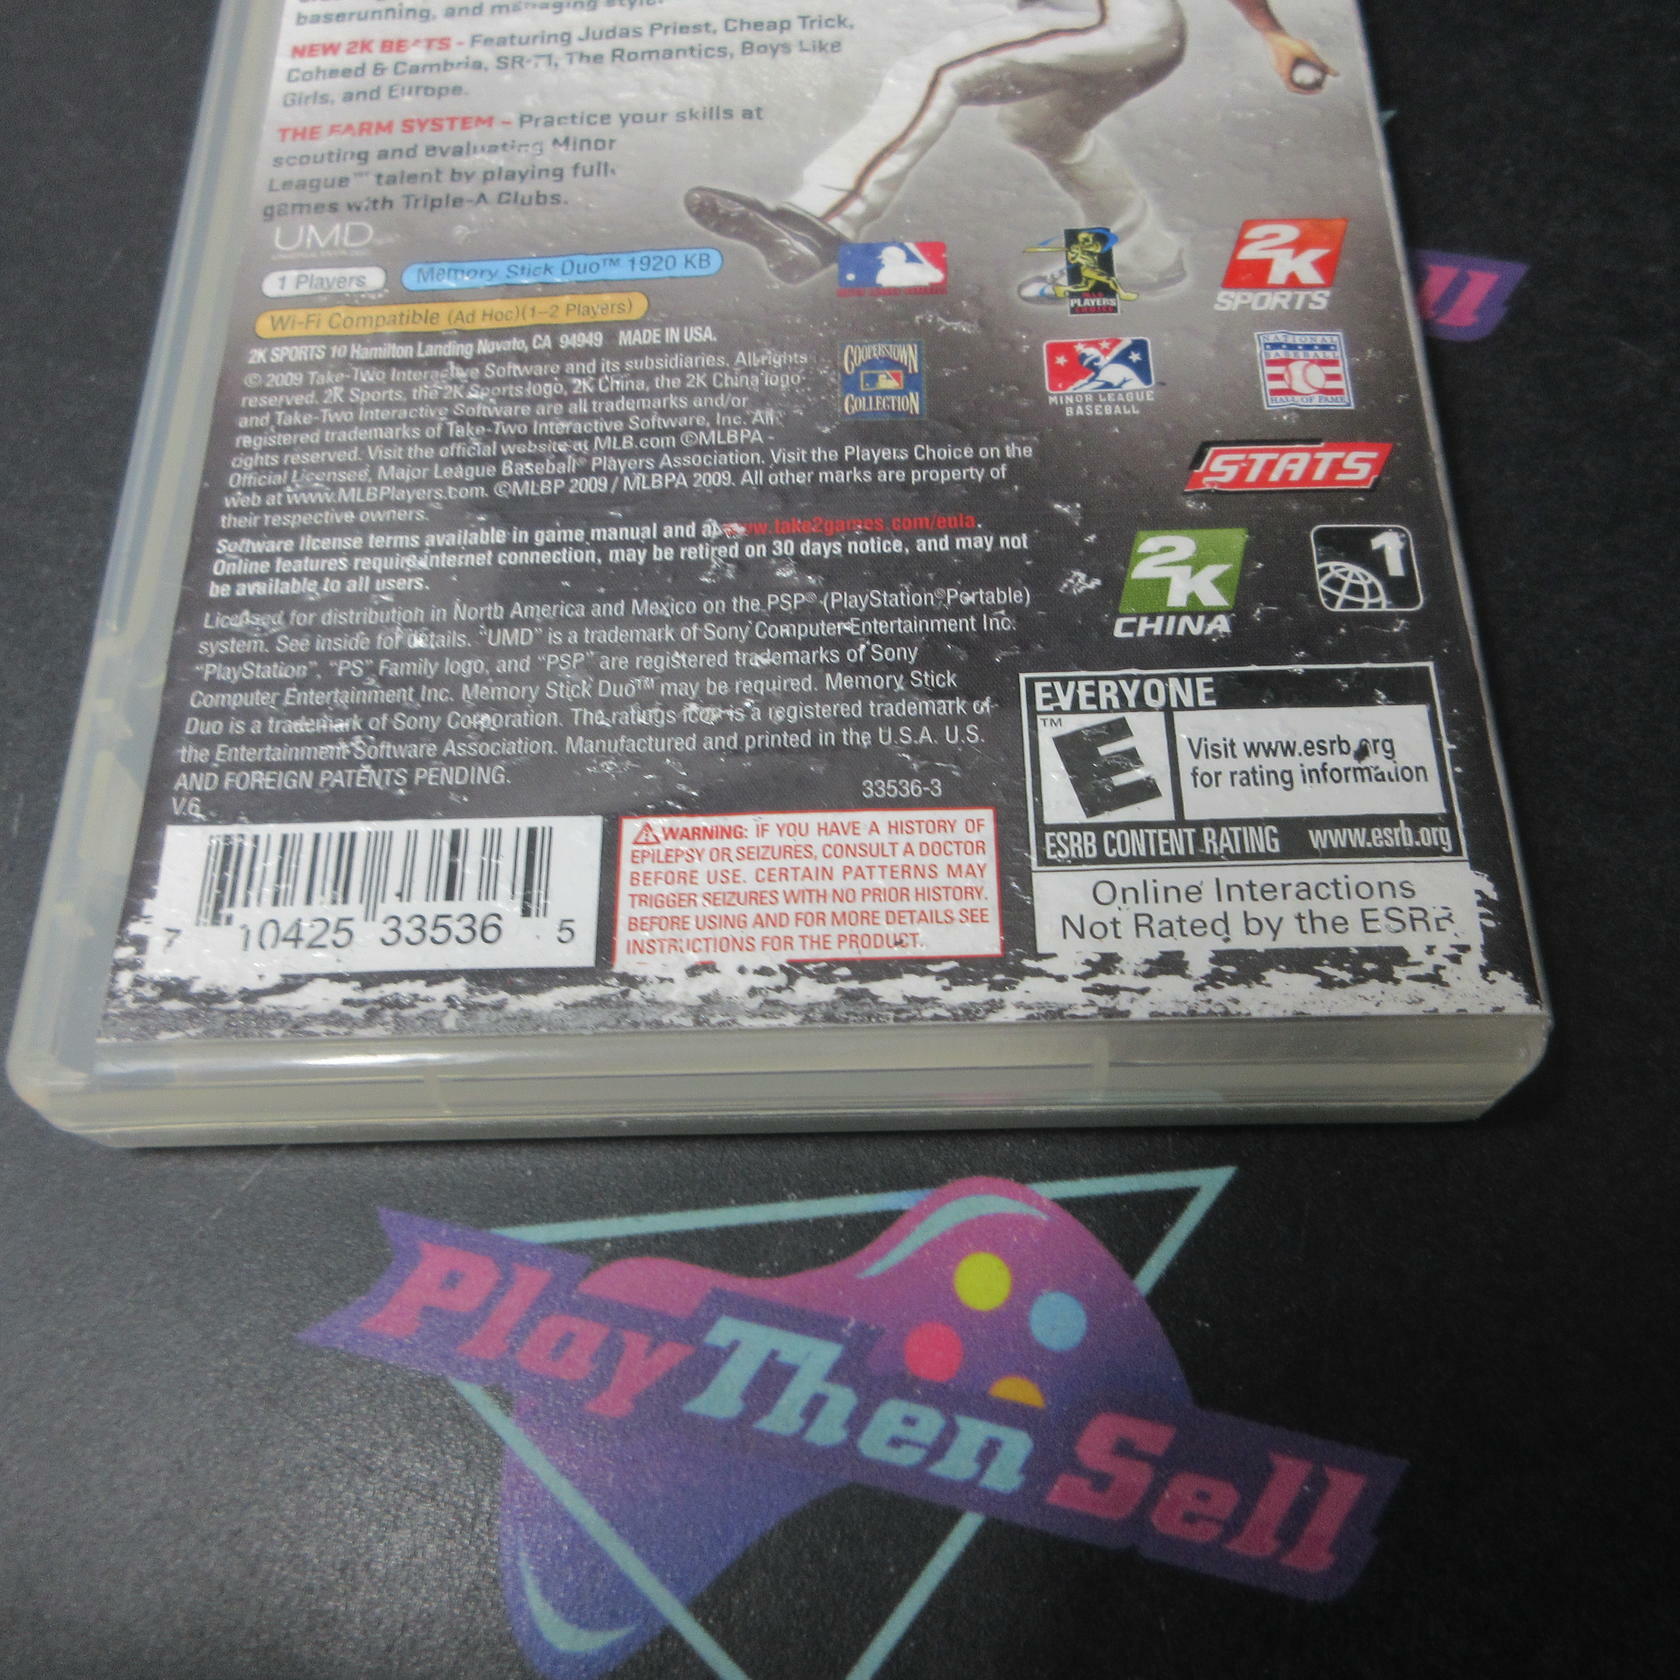 baserunning, and managing style.
NEW 2K BEATS - Featuring Judas Priest, Cheap Trick,
Coheed & Cambria, SR-71, The Romantics, Boys Like
Girls, and Europe.
THE FARM SYSTEM - Practice your skills at
scouting and evaluating Minor
League™ talent by playing full
games with Triple-A Clubs.
UMD
1 Players
Memory Stick Duo™ 1920 KB
Wi-Fi Compatible (Ad Hoc)(1-2 Players)
2K SPORTS 10 Hamilton Landing Novato, CA 94949 MADE IN USA.
© 2009 Take-Two Interactive Software and its subsidiaries. All rights
reserved. 2K Sports, the 2K Sports logo, 2K China, the 2K China logo
and Take-Two Interactive Software are all trademarks and/or
registered trademarks of Take-Two Interactive Software, Inc. All
rights reserved. Visit the official website at MLB.com ©MLBPA -
Official Licensee, Major League Baseball® Players Association. Visit the Players Choice on the
web at www.MLBPlayers.com. ©MLBP 2009 / MLBPA 2009. All other marks are property of
their respective owners.
Software license terms available in game manual and at www.take2games.com/eula.
Online features require internet connection, may be retired on 30 days notice, and may not
be available to all users.
Licensed for distribution in North America and Mexico on the PSP® (PlayStation®Portable)
system. See inside for details. "UMD" is a trademark of Sony Computer Entertainment Inc.
"PlayStation", "PS" Family logo, and "PSP" are registered trademarks of Sony
Computer Entertainment Inc. Memory Stick Duo™ may be required. Memory Stick
Duo is a trademark of Sony Corporation. The ratings icon is a registered trademark of
the Entertainment Software Association. Manufactured and printed in the U.S.A. U.S.
AND FOREIGN PATENTS PENDING.
V.6
33536-3
PLAYERS
CHOICE
2K
SPORTS
COOPERSTOWN
COLLECTION
MINOR LEAGUE
BASEBALL
NATIONAL
BASEBALL
HALL OF FAME
STATS
2K
CHINA
1
EVERYONE
TM
E
Visit www.esrb.org
for rating information
ESRB CONTENT RATING www.esrb.org
Online Interactions
Not Rated by the ESRB
7 10425 33536 5
WARNING: IF YOU HAVE A HISTORY OF
EPILEPSY OR SEIZURES, CONSULT A DOCTOR
BEFORE USE. CERTAIN PATTERNS MAY
TRIGGER SEIZURES WITH NO PRIOR HISTORY.
BEFORE USING AND FOR MORE DETAILS SEE
INSTRUCTIONS FOR THE PRODUCT.
ll
Play Then Sell